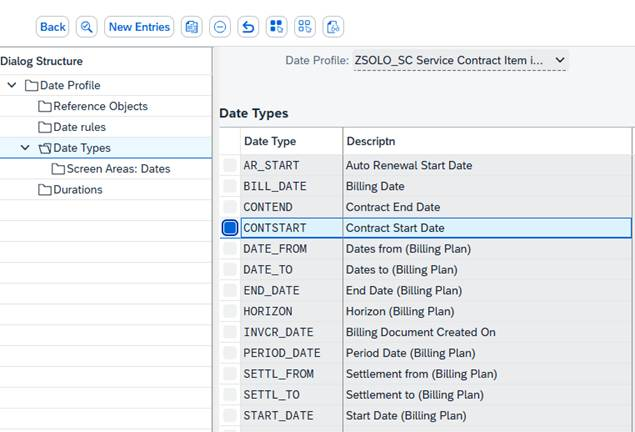 Back
New Entries
Dialog Structure
Date Profile: ZSOLO_SC Service Contract Item i...
Date Profile
Reference Objects
Date rules
Date Types
Screen Areas: Dates
Durations
Date Types
Date Type Descriptn
AR_START Auto Renewal Start Date
BILL_DATE Billing Date
CONTEND Contract End Date
CONTSTART Contract Start Date
DATE_FROM Dates from (Billing Plan)
DATE_TO Dates to (Billing Plan)
END_DATE End Date (Billing Plan)
HORIZON Horizon (Billing Plan)
INVCR_DATE Billing Document Created On
PERIOD_DATE Period Date (Billing Plan)
SETTL_FROM Settlement from (Billing Plan)
SETTL_TO Settlement to (Billing Plan)
START_DATE Start Date (Billing Plan)